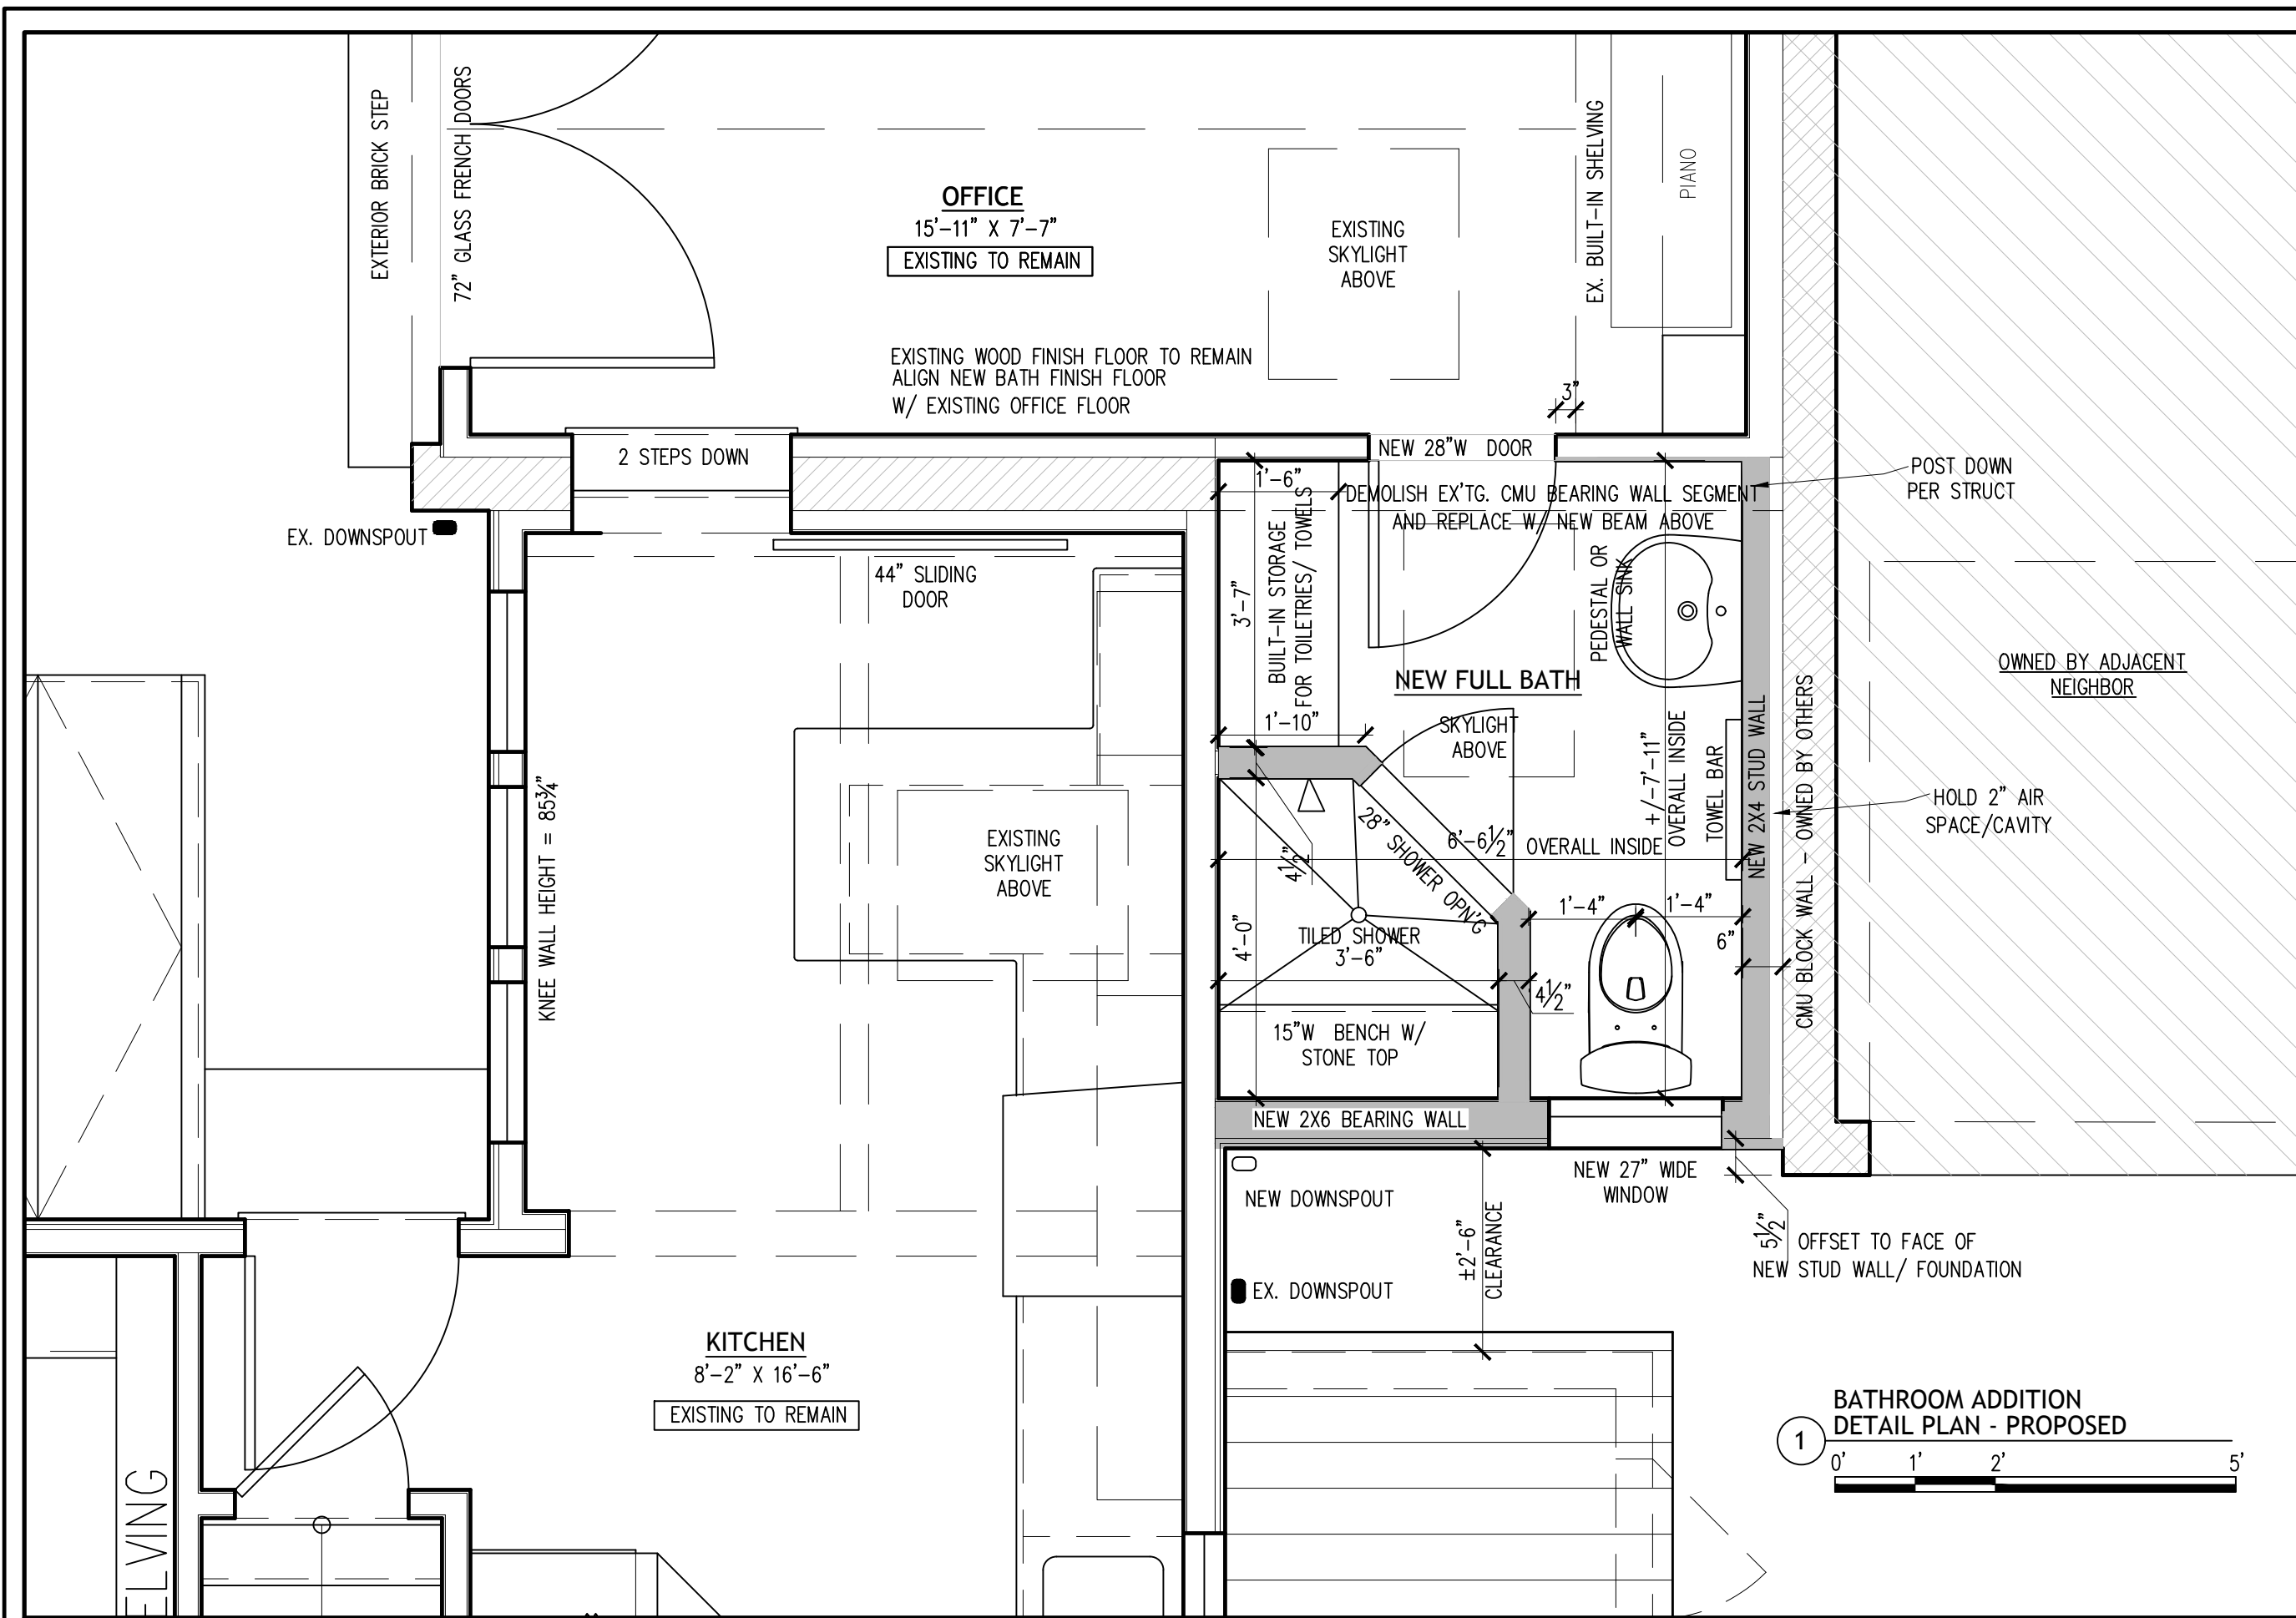 EXTERIOR BRICK STEP
72" GLASS FRENCH DOORS
OFFICE
15'-11" X 7'-7"
EXISTING TO REMAIN
EXISTING
SKYLIGHT
ABOVE
EX. BUILT-IN SHELVING
PIANO
EXISTING WOOD FINISH FLOOR TO REMAIN
ALIGN NEW BATH FINISH FLOOR
W/ EXISTING OFFICE FLOOR
3"
2 STEPS DOWN
NEW 28"W DOOR
POST DOWN
PER STRUCT
1'-6"
DEMOLISH EX'TG. CMU BEARING WALL SEGMENT
AND REPLACE W/ NEW BEAM ABOVE
EX. DOWNSPOUT
44" SLIDING
DOOR
3'-7"
BUILT-IN STORAGE
FOR TOILETRIES/ TOWELS
PEDESTAL OR
WALL SINK
NEW FULL BATH
OWNED BY ADJACENT
NEIGHBOR
1'-10"
SKYLIGHT
ABOVE
+/-7'-11"
OVERALL INSIDE
TOWEL BAR
NEW 2X4 STUD WALL
CMU BLOCK WALL - OWNED BY OTHERS
HOLD 2" AIR
SPACE/CAVITY
KNEE WALL HEIGHT = 85¾"
EXISTING
SKYLIGHT
ABOVE
4½"
28" SHOWER OPN'G
6'-6½" OVERALL INSIDE
1'-4"
1'-4"
6"
4'-0"
TILED SHOWER
3'-6"
4½"
15"W BENCH W/
STONE TOP
NEW 2X6 BEARING WALL
NEW 27" WIDE
WINDOW
NEW DOWNSPOUT
±2'-6"
CLEARANCE
5½"
OFFSET TO FACE OF
NEW STUD WALL/ FOUNDATION
EX. DOWNSPOUT
KITCHEN
8'-2" X 16'-6"
EXISTING TO REMAIN
ELVING
1
BATHROOM ADDITION
DETAIL PLAN - PROPOSED
0' 1' 2' 5'